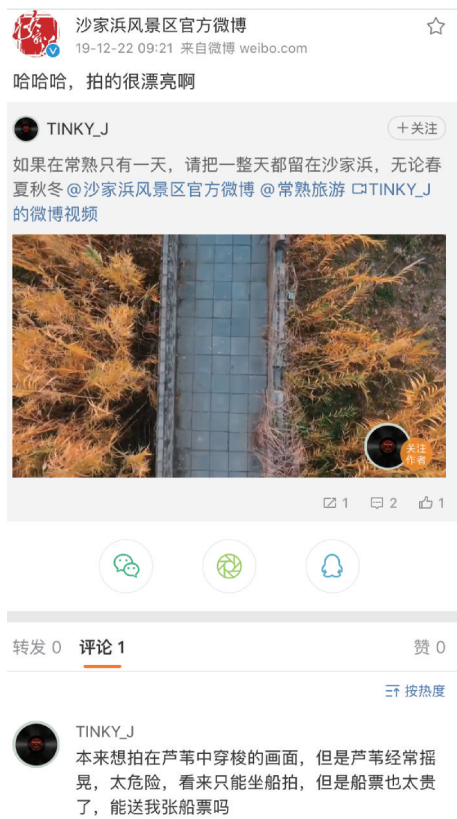 沙家浜风景区官方微博
19-12-22 09:21 来自微博 weibo.com
哈哈哈，拍的很漂亮啊
TINKY_J
＋关注
如果在常熟只有一天，请把一整天都留在沙家浜，无论春
夏秋冬@沙家浜风景区官方微博 @常熟旅游 TINKY_J
的微博视频
关注
作者
1 2 1
转发 0 评论 1 赞 0
按热度
TINKY_J
本来想拍在芦苇中穿梭的画面，但是芦苇经常摇
晃，太危险，看来只能坐船拍，但是船票也太贵
了，能送我张船票吗